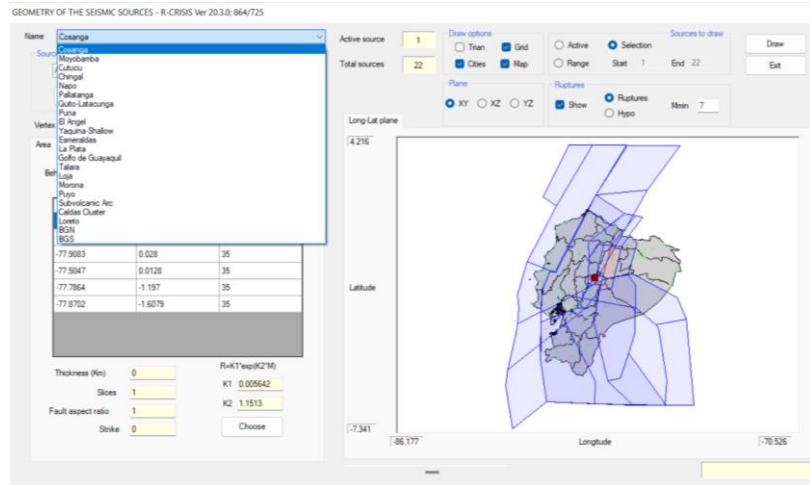 GEOMETRY OF THE SEISMIC SOURCES - R-CRISIS Ver 20.3.0; 864/725
Name Cosanga
Cosanga
Moyobamba
Cutucu
Chingal
Napo
Pallatanga
Quito-Latacunga
Puna
El Angel
Yaquina-Shallow
Esmeraldas
La Plata
Golfo de Guayaquil
Talara
Loja
Morona
Puyo
Subvolcanic Arc
Caldas Cluster
Loreto
BGN
BGS
Sourc
Vertex
Area
Beh
-77.9083 0.028 35
-77.5047 0.0128 35
-77.7864 -1.197 35
-77.8702 -1.6079 35
Thickness (Km) 0
Slices 1
Fault aspect ratio 1
Strike 0
R=K1*exp(K2*M)
K1 0.005642
K2 1.1513
Choose
Active source 1
Total sources 22
Draw options
Trian Grid
Cities Map
Sources to draw
Active Selection
Range Start 1 End 22
Draw
Exit
Plane
XY XZ YZ
Ruptures
Show Ruptures
Hypo
Mmin 7
Long-Lat plane
4.216
Latitude
-7.341
-86.177 Longitude -70.526